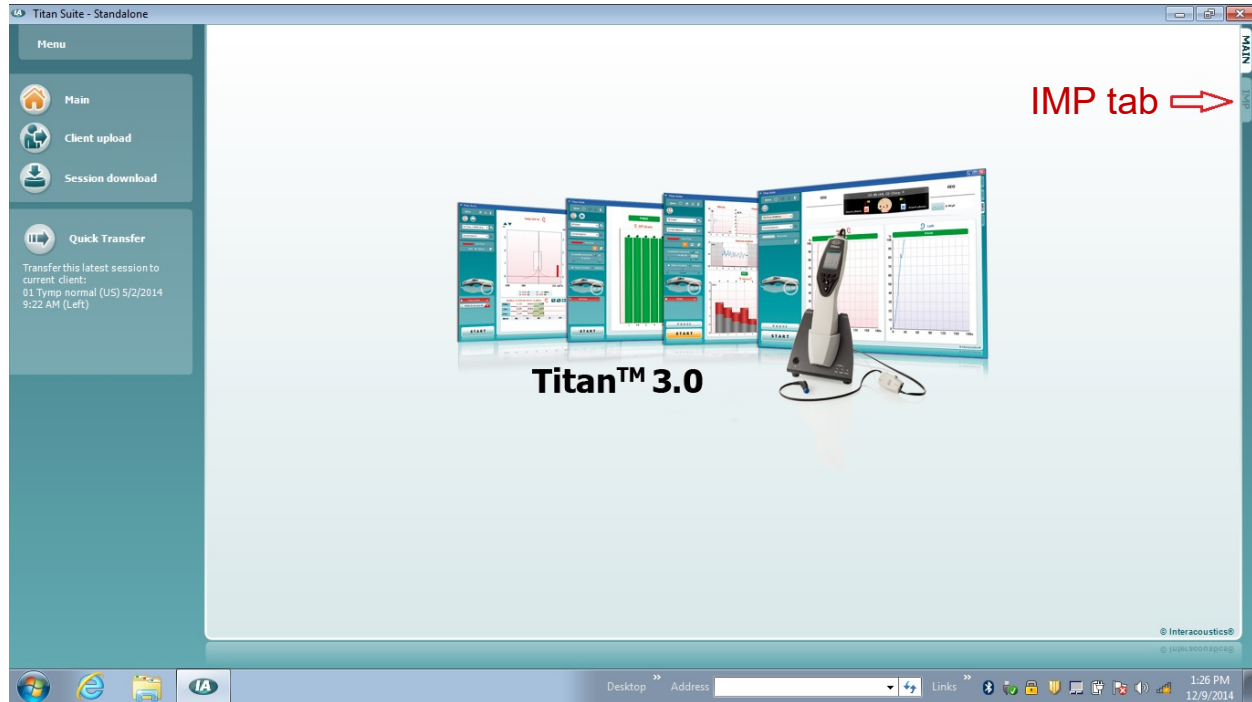 Titan Suite - Standalone
Menu
MAIN
IMP
IMP tab
Main
Client upload
Session download
Quick Transfer
Transfer this latest session to
current client:
01 Tymp normal (US) 5/2/2014
9:22 AM (Left)
START
START
START
START
Titan™ 3.0
© Interacoustics®
Desktop
Address
Links
1:26 PM
12/9/2014